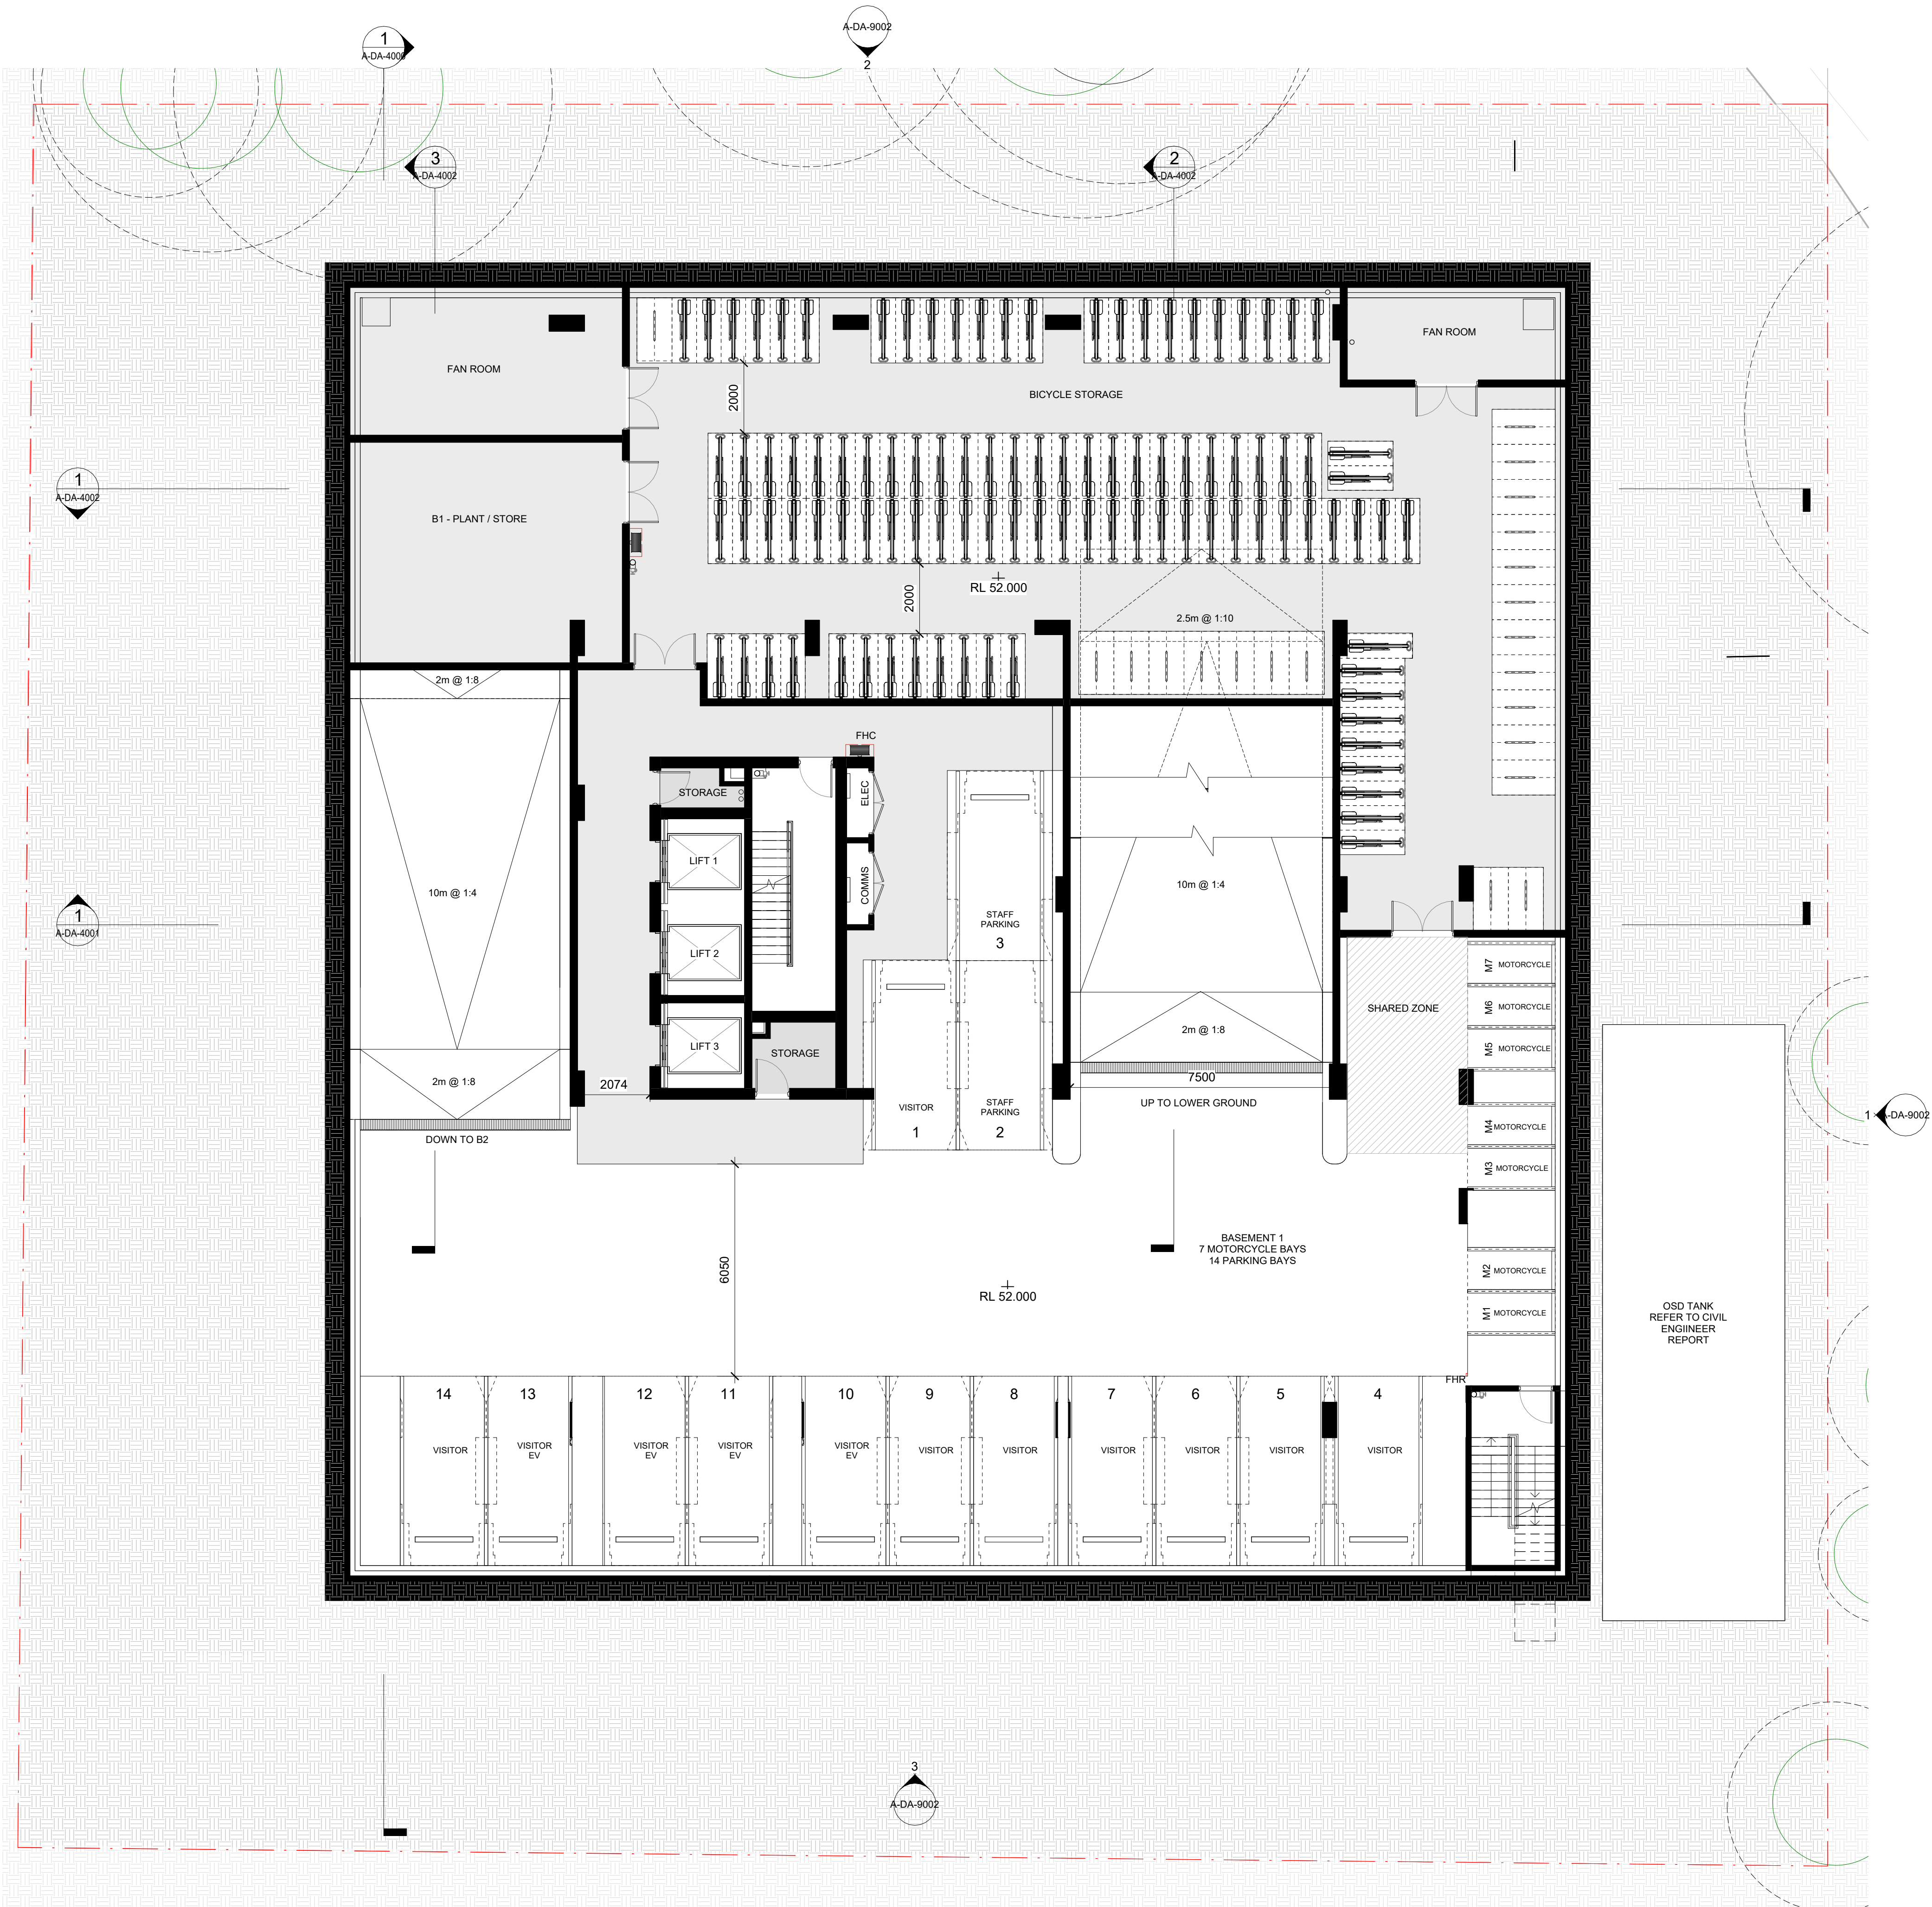 A-DA-9002
2
1
A-DA-4000
3
A-DA-4002
2
A-DA-4002
FAN ROOM
FAN ROOM
BICYCLE STORAGE
2000
1
A-DA-4002
B1 - PLANT / STORE
RL 52.000
2000
2.5m @ 1:10
2m @ 1:8
FHC
STORAGE
ELEC
LIFT 1
10m @ 1:4
COMMS
10m @ 1:4
1
A-DA-4001
STAFF
PARKING
3
LIFT 2
M7 MOTORCYCLE
M6 MOTORCYCLE
SHARED ZONE
M5 MOTORCYCLE
2m @ 1:8
LIFT 3
STORAGE
2m @ 1:8
2074
7500
VISITOR
1
STAFF
PARKING
2
UP TO LOWER GROUND
1
A-DA-9002
M4 MOTORCYCLE
DOWN TO B2
M3 MOTORCYCLE
6050
BASEMENT 1
7 MOTORCYCLE BAYS
14 PARKING BAYS
M2 MOTORCYCLE
RL 52.000
M1 MOTORCYCLE
OSD TANK
REFER TO CIVIL
ENGIINEER
REPORT
FHR
14
13
12
11
10
9
8
7
6
5
4
VISITOR
VISITOR
EV
VISITOR
EV
VISITOR
EV
VISITOR
EV
VISITOR
VISITOR
VISITOR
VISITOR
VISITOR
VISITOR
3
A-DA-9002